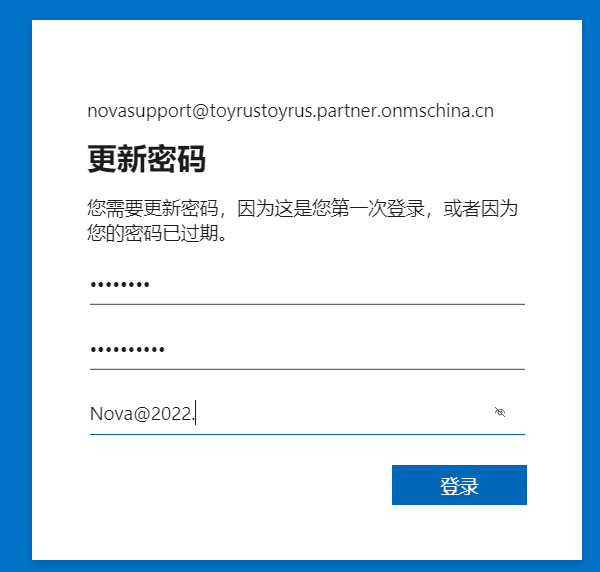 novasupport@toyrustoyrus.partner.onmschina.cn
更新密码
您需要更新密码，因为这是您第一次登录，或者因为
您的密码已过期。
••••••••
••••••••••
Nova@2022.
登录